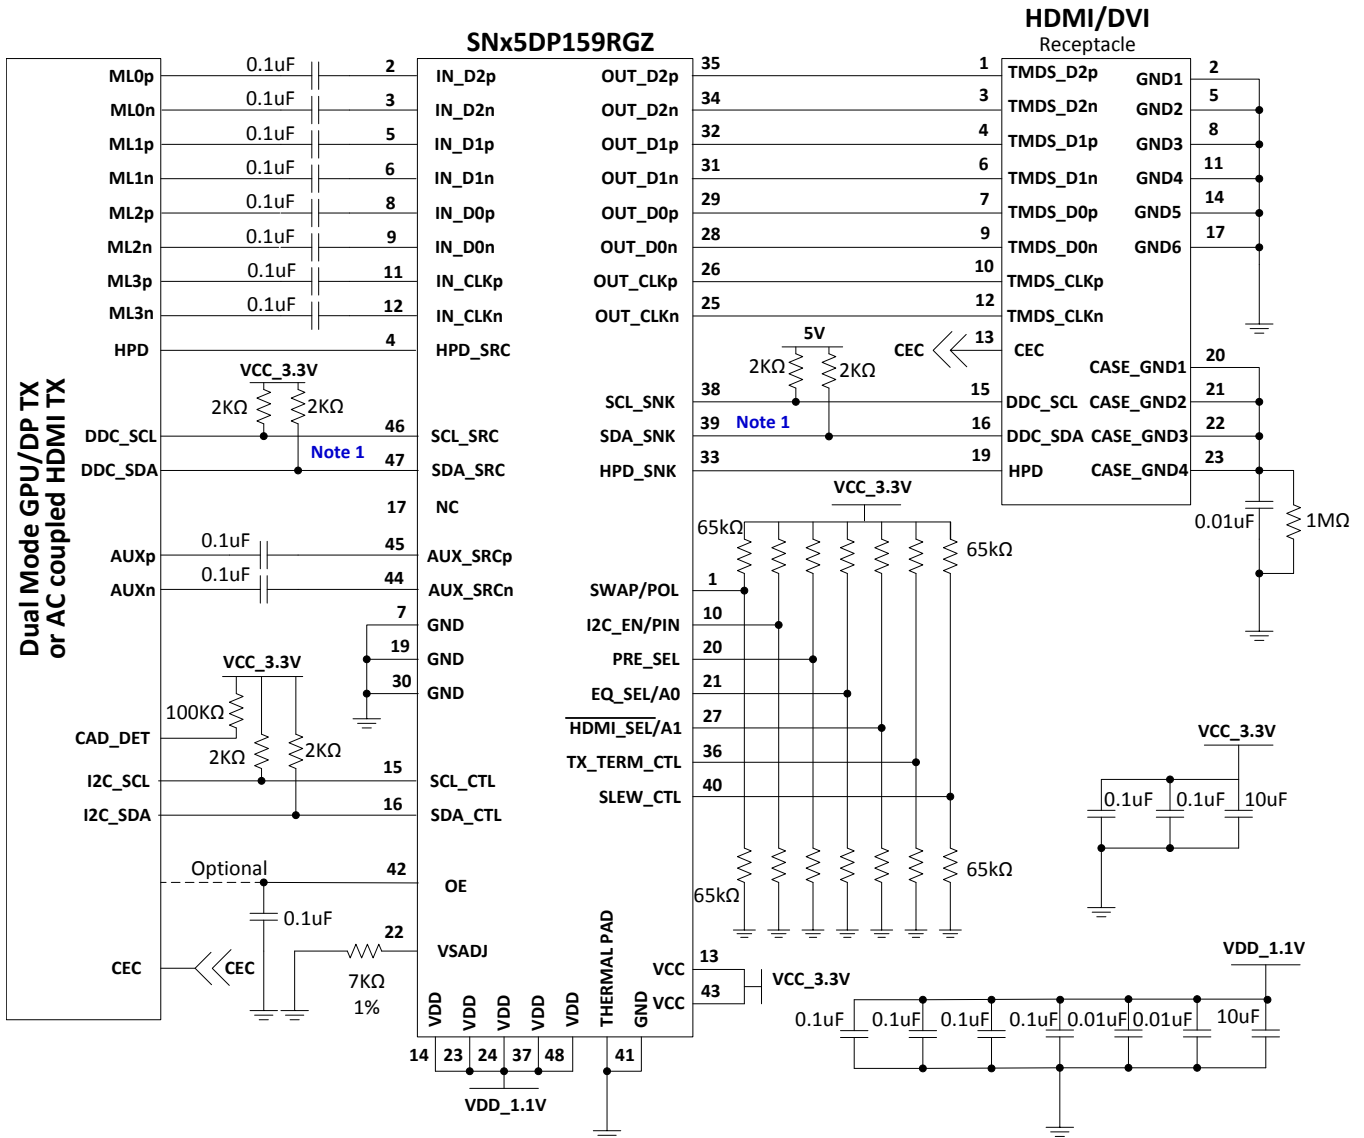 HDMI/DVI
Receptacle
SNx5DP159RGZ
Dual Mode GPU/DP TX
or AC coupled HDMI TX
ML0p 0.1uF 2 IN_D2p OUT_D2p 35 1 TMDS_D2p GND1 2
ML0n 0.1uF 3 IN_D2n OUT_D2n 34 3 TMDS_D2n GND2 5
ML1p 0.1uF 5 IN_D1p OUT_D1p 32 4 TMDS_D1p GND3 8
ML1n 0.1uF 6 IN_D1n OUT_D1n 31 6 TMDS_D1n GND4 11
ML2p 0.1uF 8 IN_D0p OUT_D0p 29 7 TMDS_D0p GND5 14
ML2n 0.1uF 9 IN_D0n OUT_D0n 28 9 TMDS_D0n GND6 17
ML3p 0.1uF 11 IN_CLKp OUT_CLKp 26 10 TMDS_CLKp
ML3n 0.1uF 12 IN_CLKn OUT_CLKn 25 12 TMDS_CLKn
HPD 4 HPD_SRC 5V CEC 13 CEC
VCC_3.3V 2KΩ 2KΩ CASE_GND1 20
2KΩ 2KΩ SCL_SNK 38 15 DDC_SCL CASE_GND2 21
DDC_SCL 46 SCL_SRC SDA_SNK 39 Note 1 16 DDC_SDA CASE_GND3 22
DDC_SDA Note 1 47 SDA_SRC HPD_SNK 33 19 HPD CASE_GND4 23
17 NC VCC_3.3V 0.01uF 1MΩ
65kΩ 65kΩ
AUXp 0.1uF 45 AUX_SRCp
AUXn 0.1uF 44 AUX_SRCn SWAP/POL 1
7 GND I2C_EN/PIN 10
19 GND PRE_SEL 20
VCC_3.3V
30 GND EQ_SEL/A0 21
100KΩ
CAD_DET HDMI_SEL/A1 27
VCC_3.3V
2KΩ 2KΩ TX_TERM_CTL 36
I2C_SCL 15 SCL_CTL SLEW_CTL 40
I2C_SDA 16 SDA_CTL 0.1uF 0.1uF 10uF
Optional 42 OE 65kΩ 65kΩ
0.1uF
22 VSADJ
CEC CEC 7KΩ
1%
VCC 13 VCC_3.3V
VCC 43
VDD_1.1V
VDD VDD VDD VDD VDD THERMAL PAD GND
0.1uF 0.1uF 0.1uF 0.1uF 0.01uF 0.01uF 10uF
14 23 24 37 48 41
VDD_1.1V